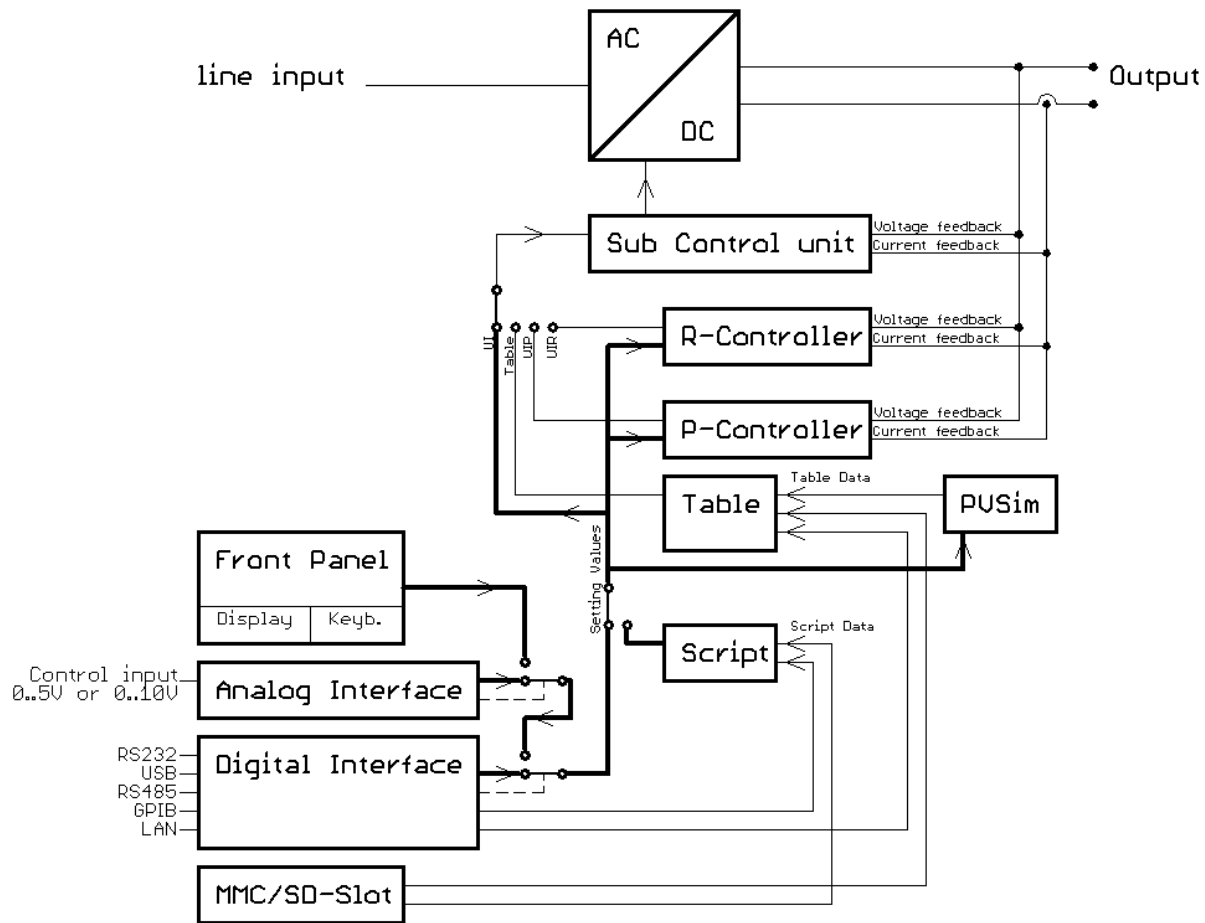 AC
DC
line input
Output
Sub Control unit
Voltage feedback
Current feedback
UI
Table
UIP
UIR
R-Controller
Voltage feedback
Current feedback
P-Controller
Voltage feedback
Current feedback
Table
Table Data
PVSim
Setting Values
Front Panel
Display
Keyb.
Script
Script Data
Control input
0..5V or 0..10V
Analog Interface
RS232
USB
RS485
GPIB
LAN
Digital Interface
MMC/SD-Slot